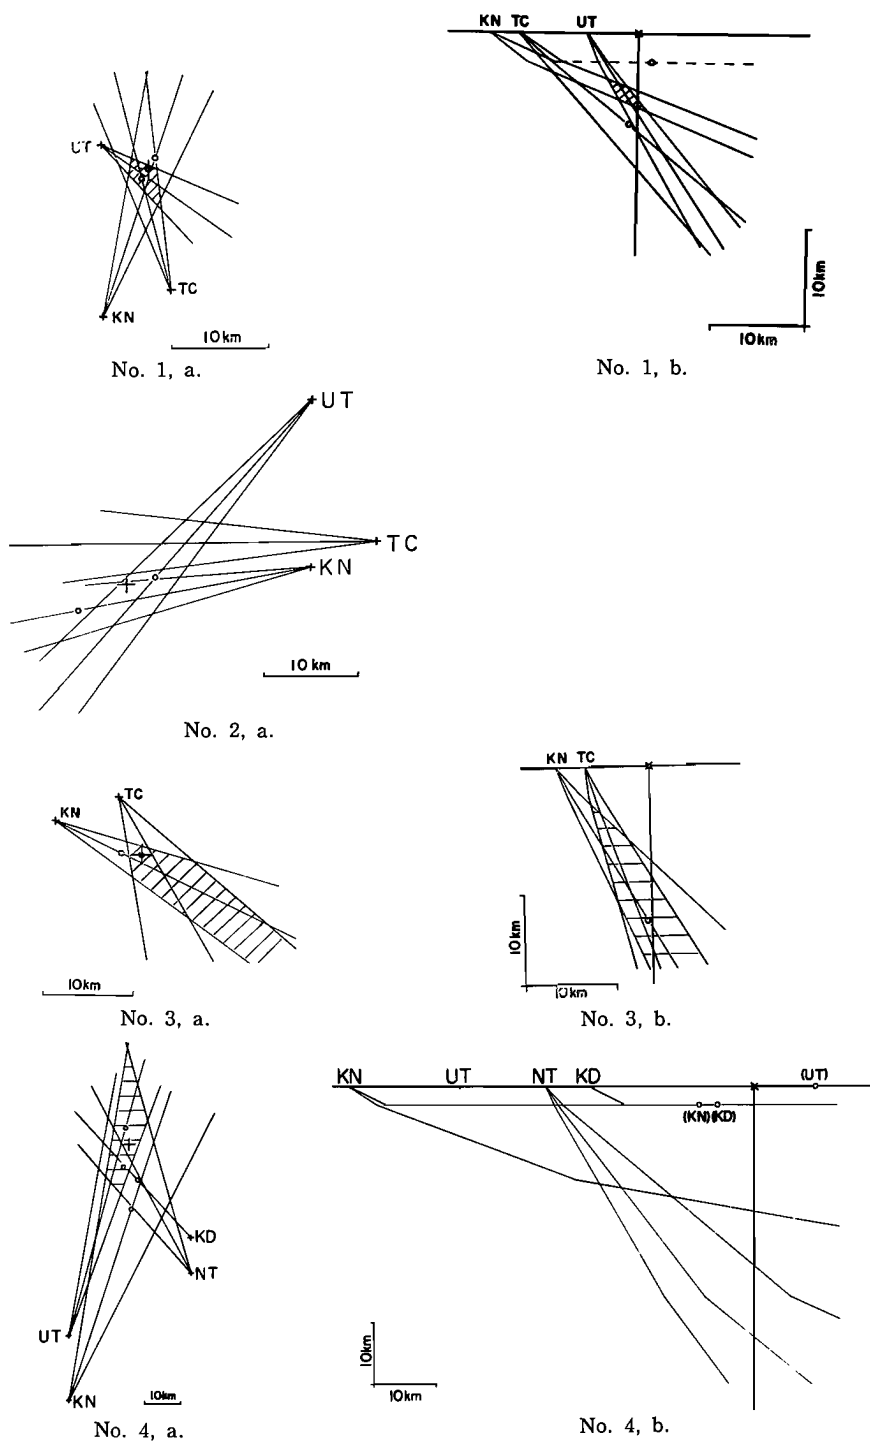 UT
TC
KN
10km
No. 1, a.
KN TC UT
10km
10km
No. 1, b.
UT
TC
KN
10 km
No. 2, a.
KN
TC
10km
No. 3, a.
KN TC
10km
10km
No. 3, b.
KD
NT
UT
KN
10km
No. 4, a.
KN UT NT KD (UT)
(KN)(KD)
10km
10km
No. 4, b.